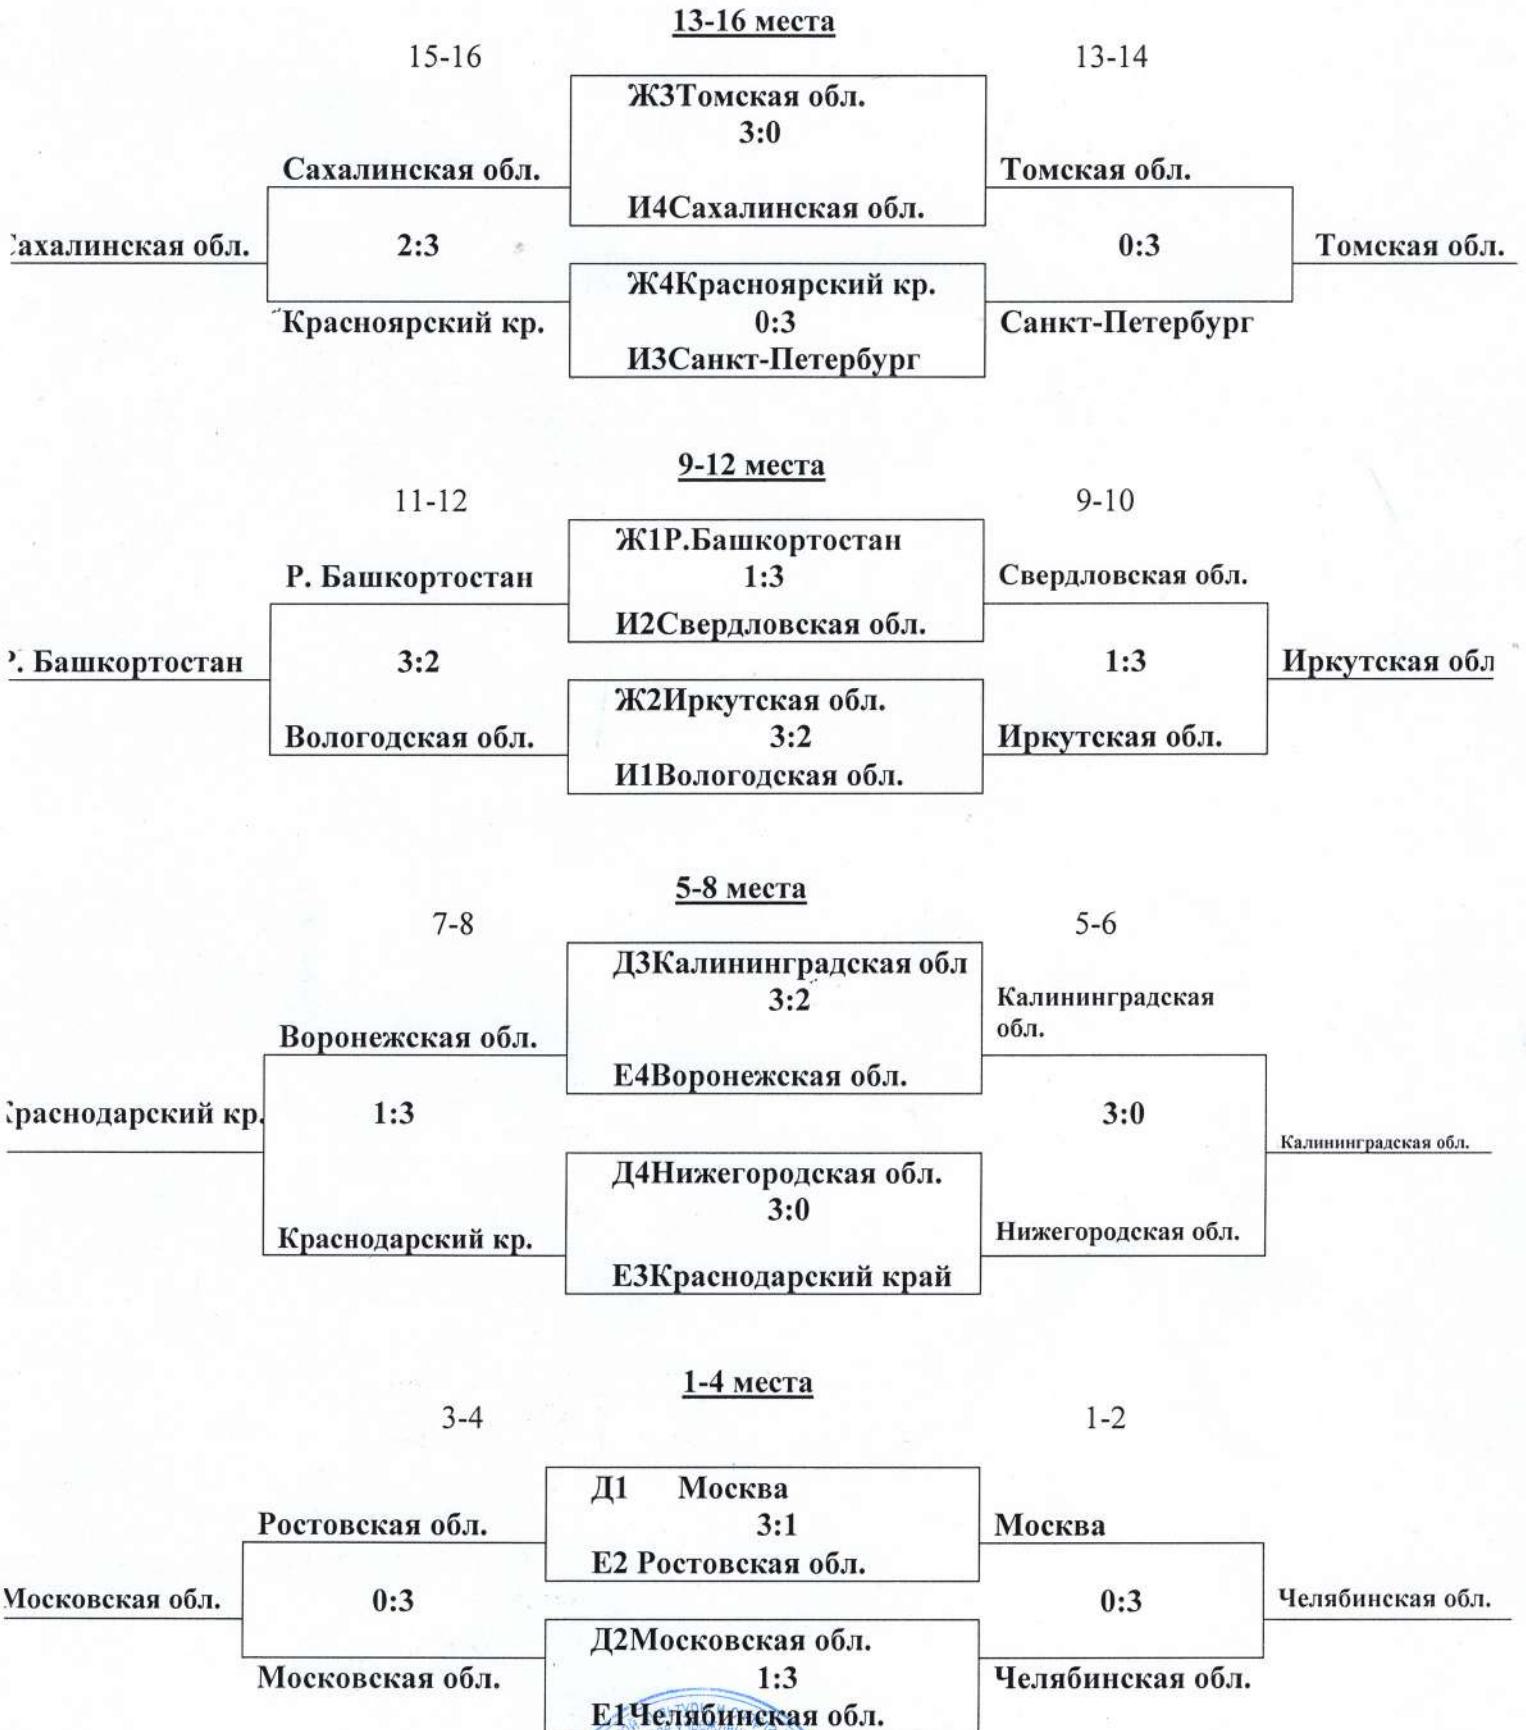 13-16 места
15-16
13-14
Ж3Томская обл.
3:0
Сахалинская обл.
Томская обл.
И4Сахалинская обл.
ахалинская обл.
2:3
0:3
Томская обл.
Ж4Красноярский кр.
Красноярский кр.
0:3
Санкт-Петербург
И3Санкт-Петербург
9-12 места
11-12
9-10
Ж1Р.Башкортостан
Р. Башкортостан
1:3
Свердловская обл.
И2Свердловская обл.
. Башкортостан
3:2
1:3
Иркутская обл
Ж2Иркутская обл.
Вологодская обл.
3:2
Иркутская обл.
И1Вологодская обл.
5-8 места
7-8
5-6
Д3Калининградская обл
3:2
Калининградская
обл.
Воронежская обл.
Е4Воронежская обл.
раснодарский кр.
1:3
3:0
Калининградская обл.
Д4Нижегородская обл.
3:0
Краснодарский кр.
Нижегородская обл.
Е3Краснодарский край
1-4 места
3-4
1-2
Д1 Москва
Ростовская обл.
3:1
Москва
Е2 Ростовская обл.
Московская обл.
0:3
0:3
Челябинская обл.
Д2Московская обл.
Московская обл.
1:3
Челябинская обл.
Е1Челябинская обл.